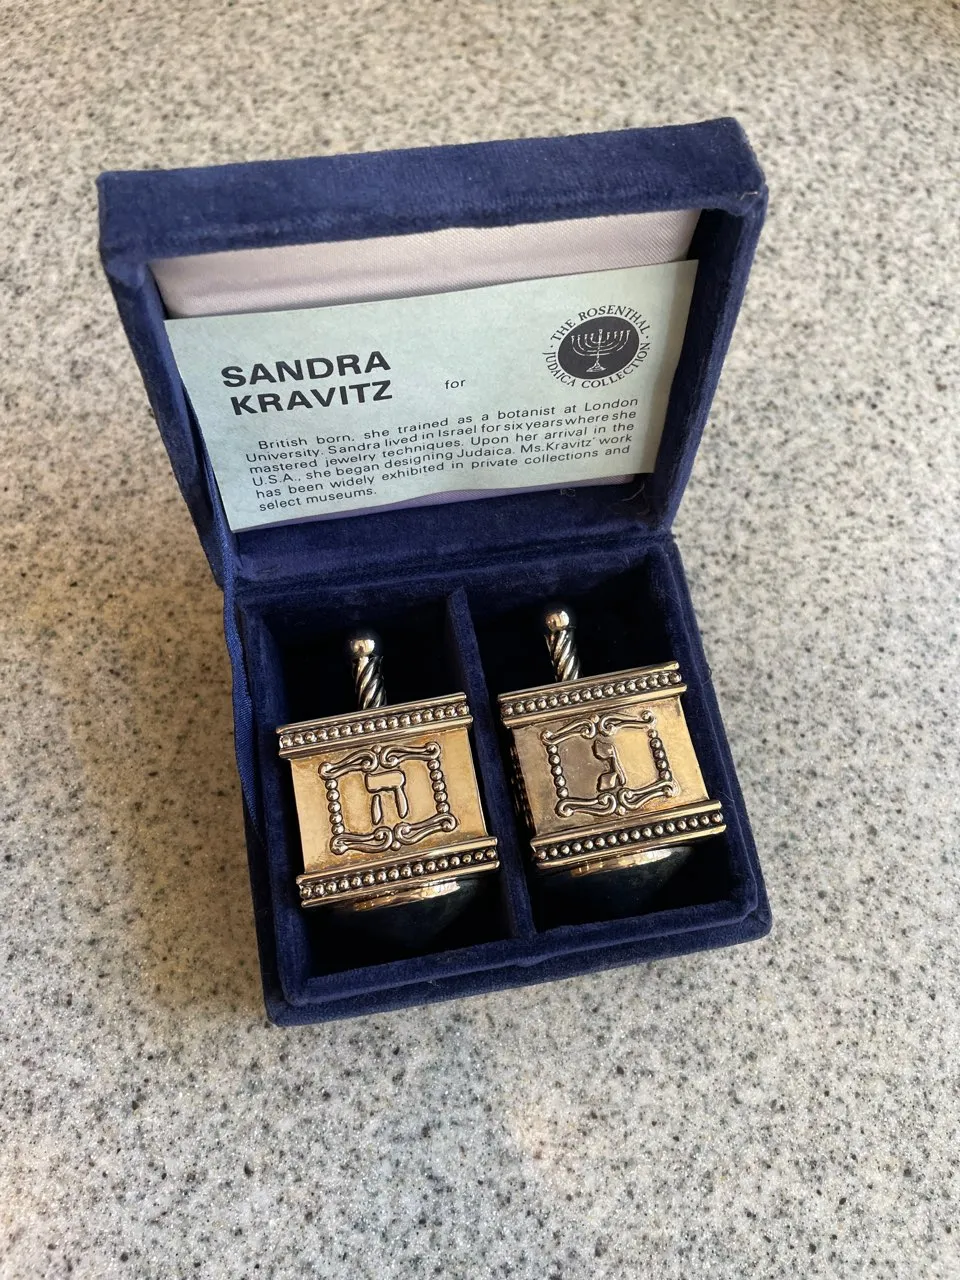 SANDRA
KRAVITZ
for
THE ROSENTHAL
JUDAICA COLLECTION
British born, she trained as a botanist at London
University. Sandra lived in Israel for six years where she
mastered jewelry techniques. Upon her arrival in the
U.S.A., she began designing Judaica. Ms.Kravitz' work
has been widely exhibited in private collections and
select museums.
ה
נ